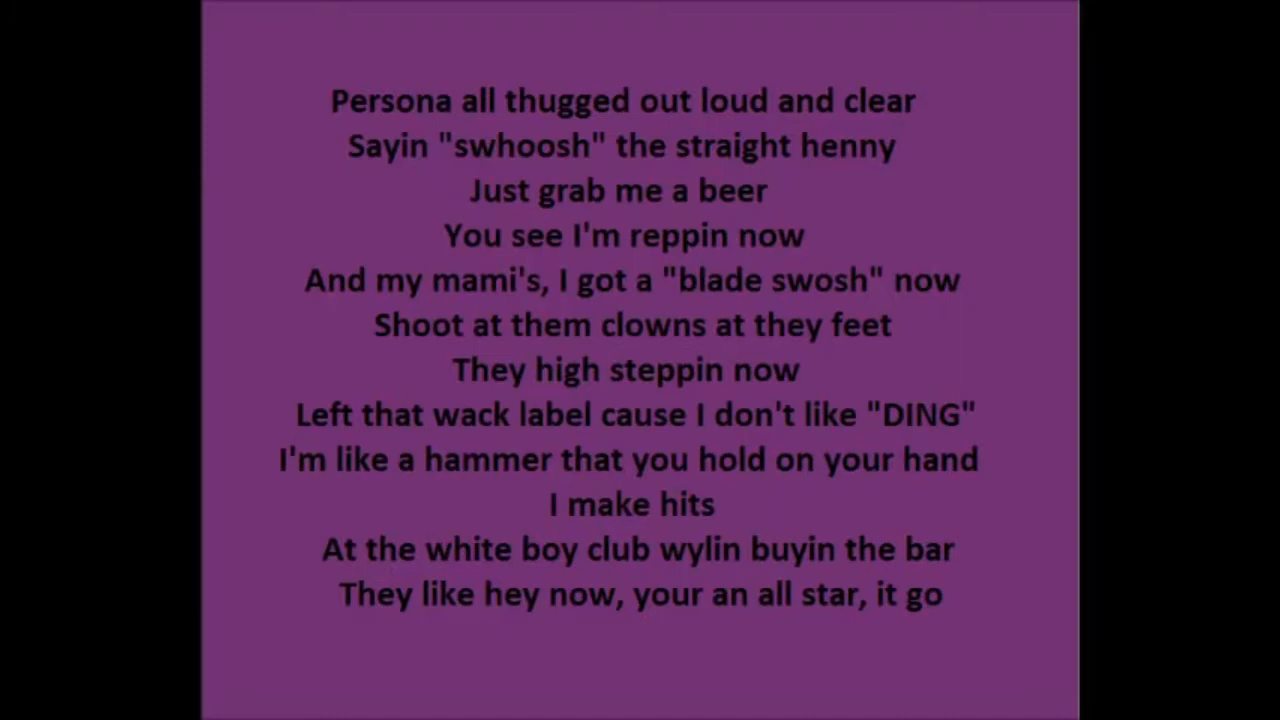 Persona all thugged out loud and clear
Sayin "swhoosh" the straight henny
Just grab me a beer
You see I'm reppin now
And my mami's, I got a "blade swosh" now
Shoot at them clowns at they feet
They high steppin now
Left that wack label cause I don't like "DING"
I'm like a hammer that you hold on your hand
I make hits
At the white boy club wylin buyin the bar
They like hey now, your an all star, it go